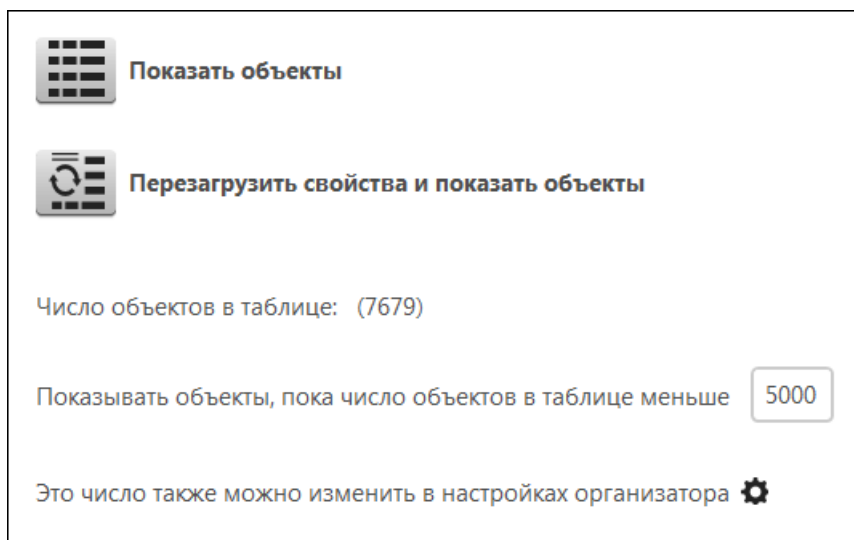 Показать объекты
Перезагрузить свойства и показать объекты
Число объектов в таблице: (7679)
Показывать объекты, пока число объектов в таблице меньше 5000
Это число также можно изменить в настройках организатора